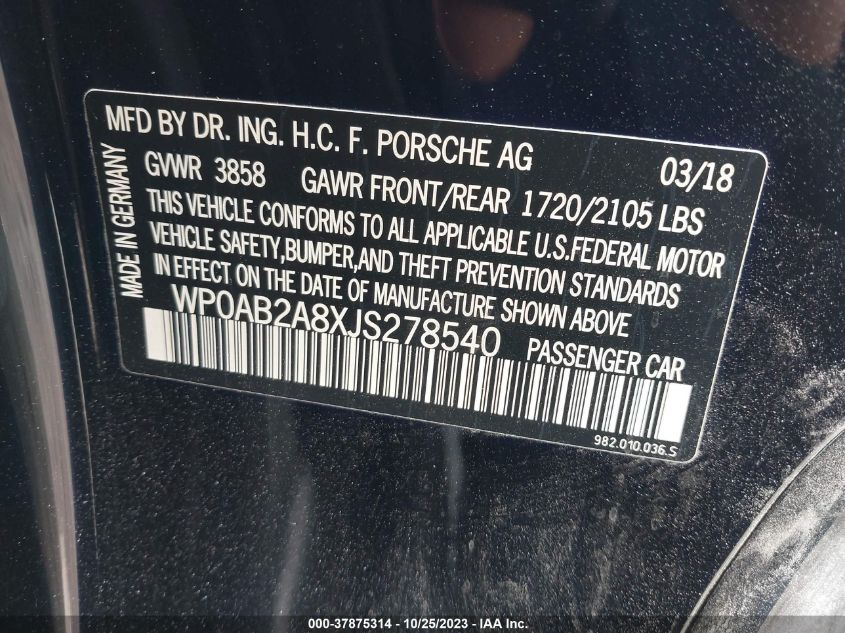 MFD BY DR. ING. H.C. F. PORSCHE AG 03/18
GVWR 3858 GAWR FRONT/REAR 1720/2105 LBS
THIS VEHICLE CONFORMS TO ALL APPLICABLE U.S.FEDERAL MOTOR
VEHICLE SAFETY,BUMPER,AND THEFT PREVENTION STANDARDS
IN EFFECT ON THE DATE OF MANUFACTURE SHOWN ABOVE
MADE IN GERMANY
WP0AB2A8XJS278540 PASSENGER CAR
982.010.036.S
000-37875314 - 10/25/2023 - IAA Inc.